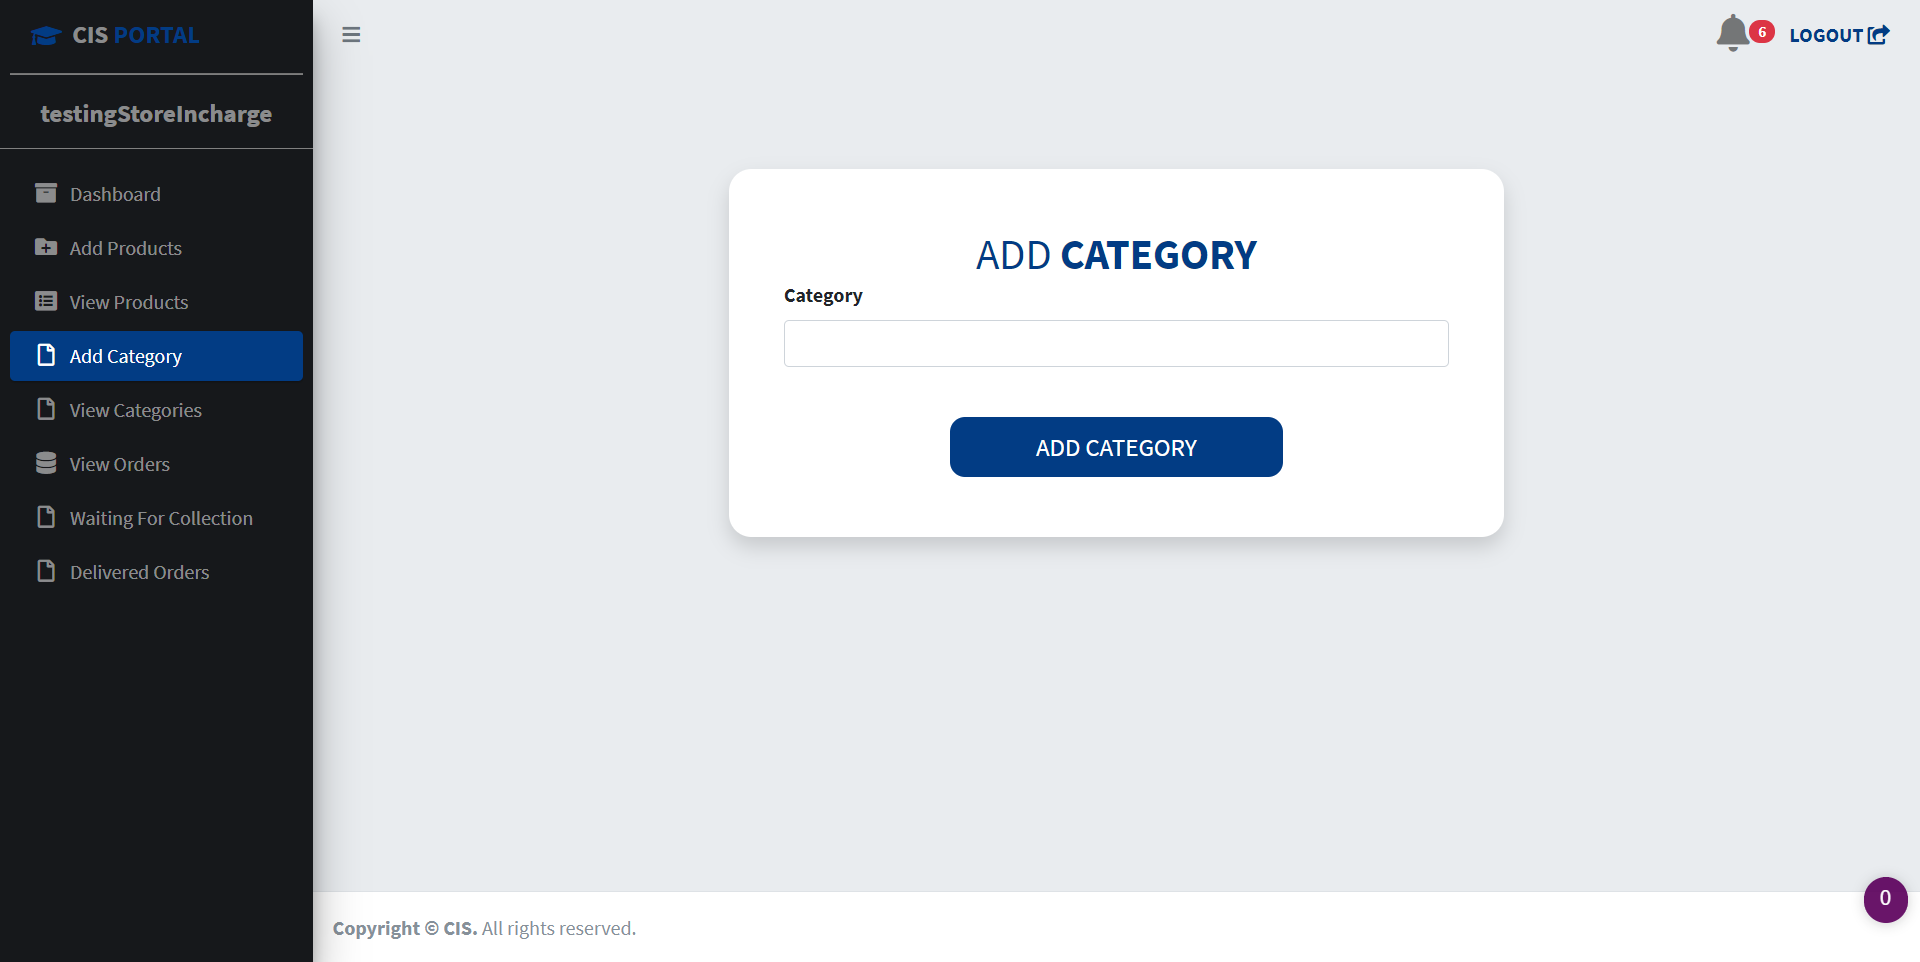 CIS PORTAL
6
LOGOUT
testingStoreIncharge
Dashboard
Add Products
View Products
Add Category
View Categories
View Orders
Waiting For Collection
Delivered Orders
ADD CATEGORY
Category
ADD CATEGORY
0
Copyright © CIS. All rights reserved.